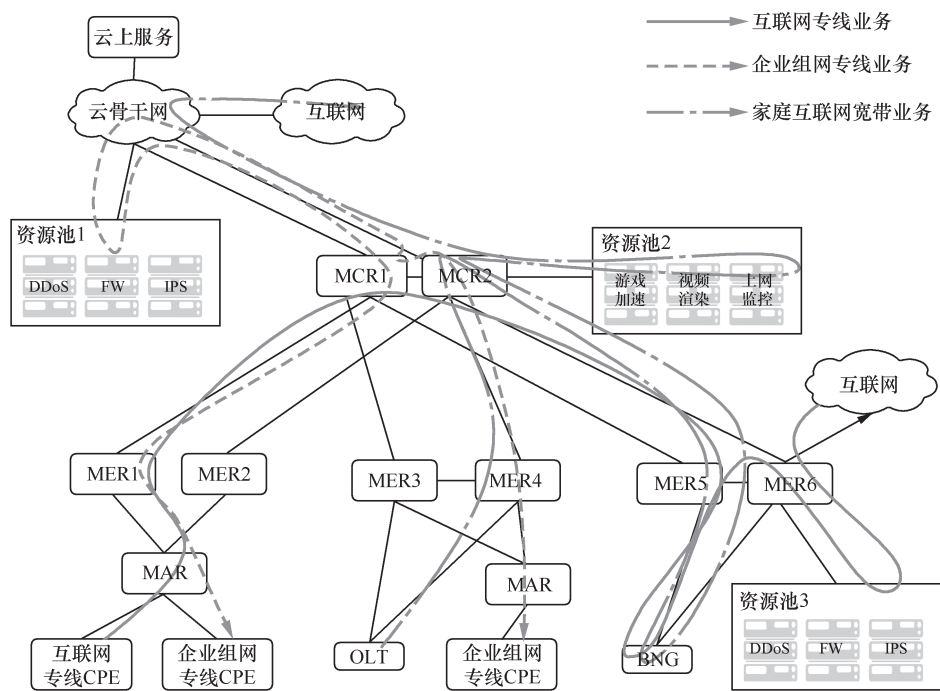 云上服务
互联网专线业务
企业组网专线业务
家庭互联网宽带业务
云骨干网
互联网
资源池1
DDoS
FW
IPS
资源池2
游戏
加速
视频
渲染
上网
监控
MCR1
MCR2
互联网
MER1
MER2
MER3
MER4
MER5
MER6
MAR
MAR
资源池3
DDoS
FW
IPS
互联网
专线CPE
企业组网
专线CPE
OLT
企业组网
专线CPE
BNG